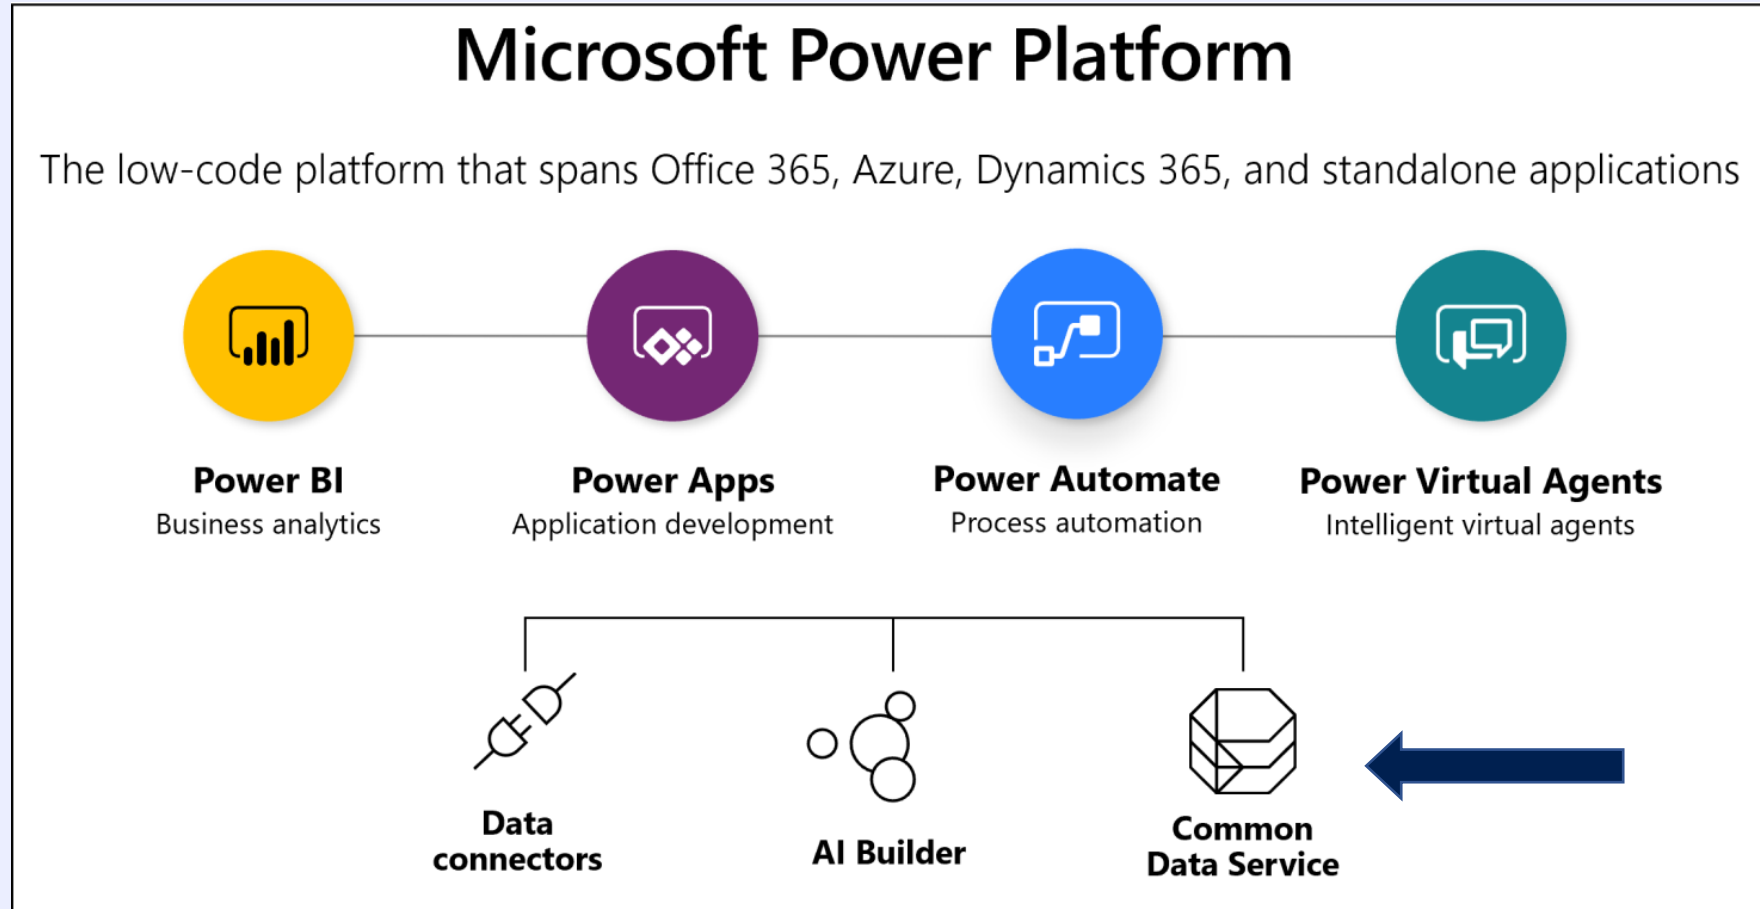 Microsoft Power Platform
The low-code platform that spans Office 365, Azure, Dynamics 365, and standalone applications
Power BI
Business analytics
Power Apps
Application development
Power Automate
Process automation
Power Virtual Agents
Intelligent virtual agents
Data
connectors
AI Builder
Common
Data Service